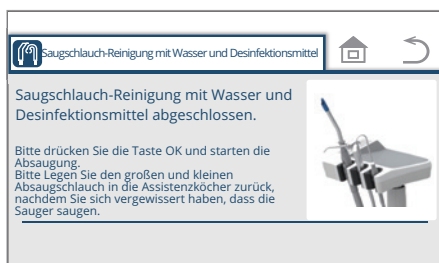 Saugschlauch-Reinigung mit Wasser und Desinfektionsmittel
Saugschlauch-Reinigung mit Wasser und
Desinfektionsmittel abgeschlossen.
Bitte drücken Sie die Taste OK und starten die
Absaugung.
Bitte Legen Sie den großen und kleinen
Absaugschlauch in die Assistenzköcher zurück,
nachdem Sie sich vergewissert haben, dass die
Sauger saugen.